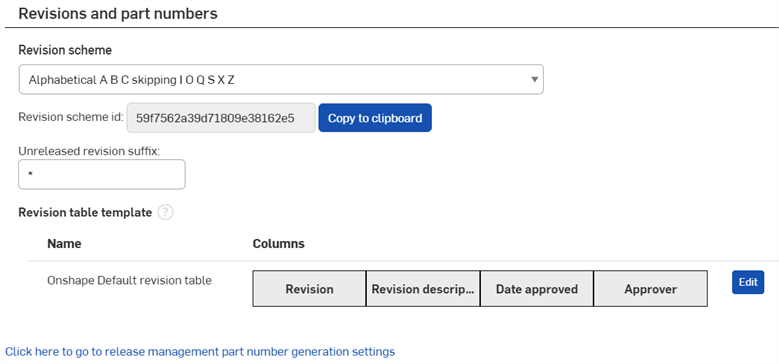 Revisions and part numbers
Revision scheme
Alphabetical A B C skipping I O Q S X Z
Revision scheme id: 59f7562a39d71809e38162e5 Copy to clipboard
Unreleased revision suffix:
*
Revision table template ?
Name Columns
Onshape Default revision table Revision Revision descrip... Date approved Approver Edit
Click here to go to release management part number generation settings